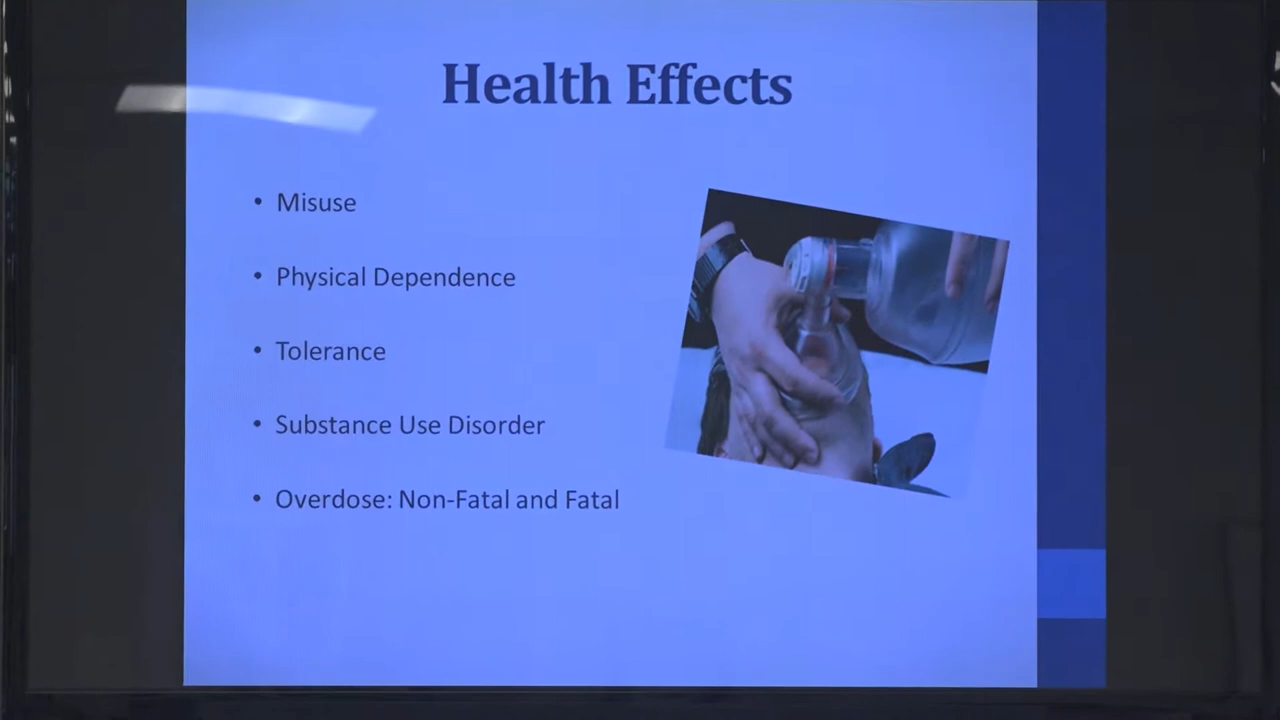 Health Effects
• Misuse
• Physical Dependence
• Tolerance
• Substance Use Disorder
• Overdose: Non-Fatal and Fatal